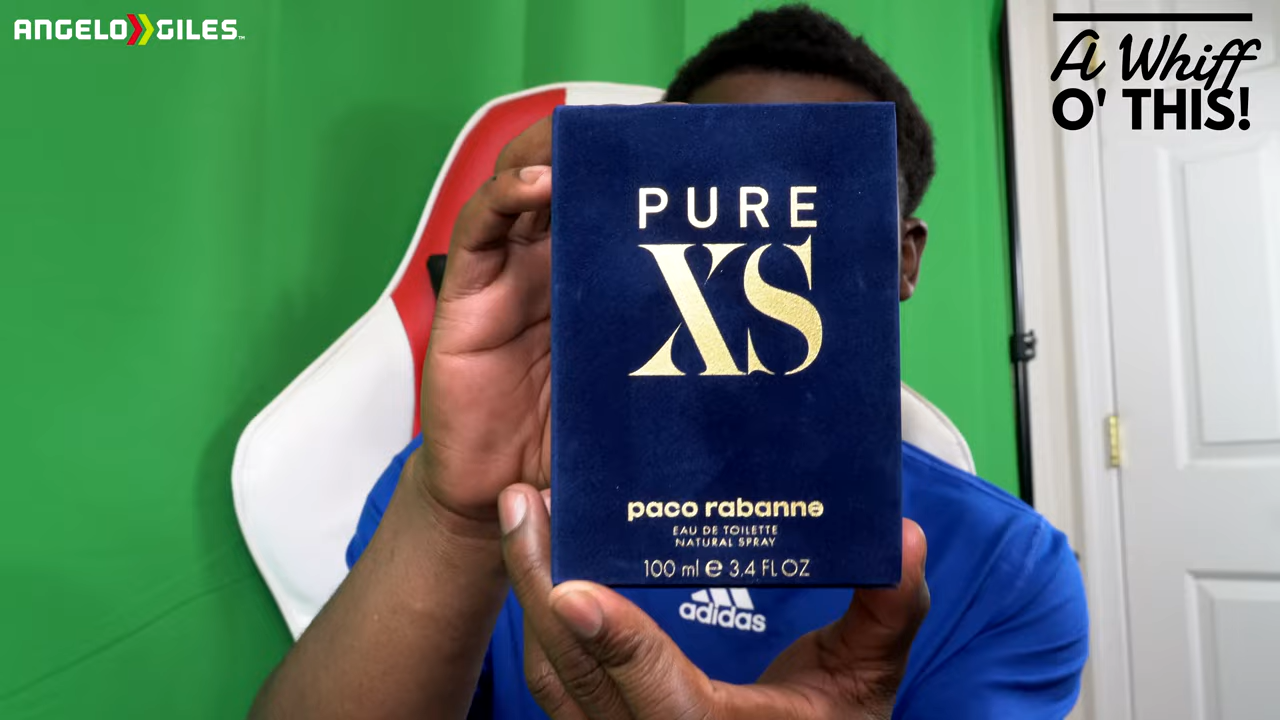 ANGELO GILES™
A Whiff
O' THIS!
PURE
XS
paco rabanne
EAU DE TOILETTE
NATURAL SPRAY
100 ml e 3.4 FL OZ
adidas